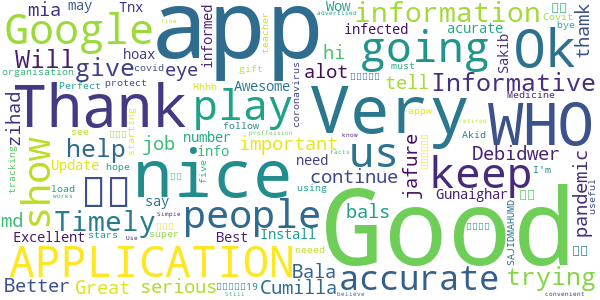 mia may Tnx app Wow hi infected information Covit
Google Will hoax informed eye teacher Sakib acurate bye thamk
organisation give covid gift coronavirus alot going Ok
Perfect protect Awesome tell must Informative Medicine
Thank play Very WHO
zihad see Hhhh starting follow number appw
show help job info important us need Debidwer
Update five jafure keep Akid retired pandemic
tracking load hope nice know continue facts I'm
works say using Gunaighar useful
md Timely people bals Good SAJIDMAHUMD
Excellent stars Simple super Best Install neeed
APPLICATION Use Bala accurate trying
Better Great serious 19 Cumilla
Still believe convenient
fine advertised proffession